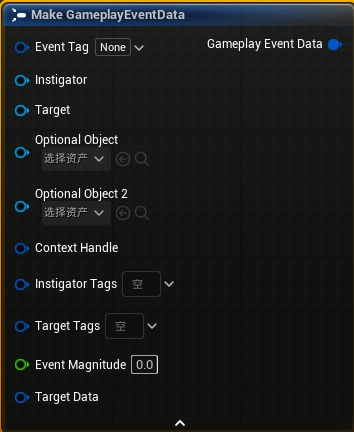 Make GameplayEventData
Event Tag None
Gameplay Event Data
Instigator
Target
Optional Object
选择资产
Optional Object 2
选择资产
Context Handle
Instigator Tags 空
Target Tags 空
Event Magnitude 0.0
Target Data